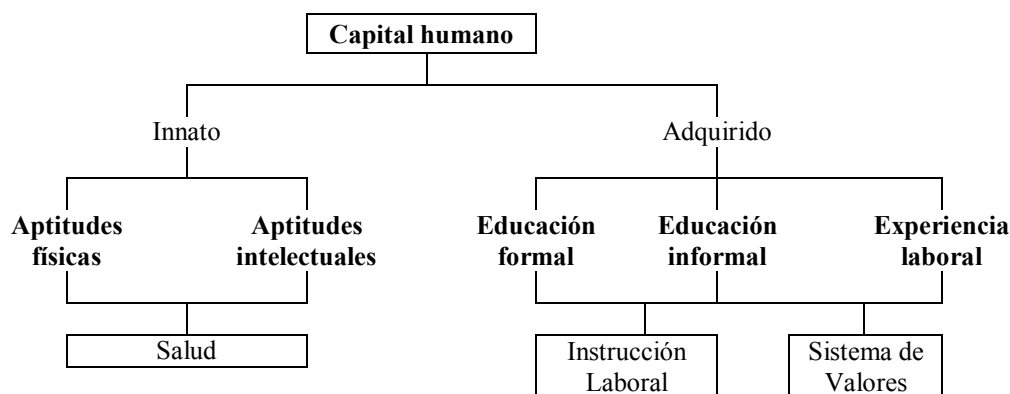 Capital humano
Innato
Adquirido
Aptitudes
físicas
Aptitudes
intelectuales
Educación
formal
Educación
informal
Experiencia
laboral
Salud
Instrucción
Laboral
Sistema de
Valores